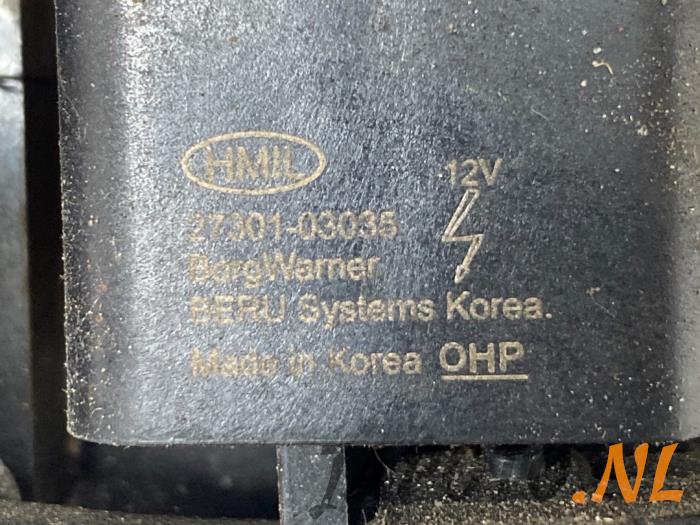 HMIL
12V
27301-03035
BorgWarner
BERU Systems Korea.
Made in Korea OHP
.NL